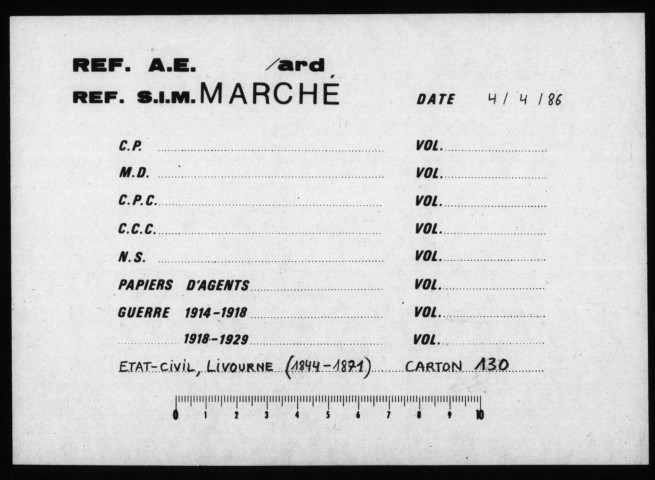 REF. A.E. /ard
REF. S.I.M. MARCHÉ DATE 4/4/86
C.P. VOL.
M.D. VOL.
C.P.C. VOL.
C.C.C. VOL.
N.S. VOL.
PAPIERS D'AGENTS VOL.
GUERRE 1914-1918 VOL.
1918-1929 VOL.
ETAT-CIVIL, LIVOURNE (1844-1871) CARTON 130
0 1 2 3 4 5 6 7 8 9 10